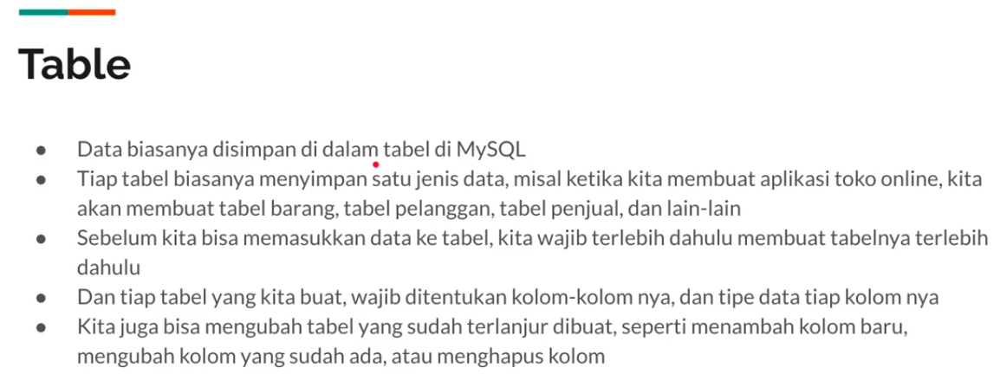 Table
● Data biasanya disimpan di dalam tabel di MySQL
● Tiap tabel biasanya menyimpan satu jenis data, misal ketika kita membuat aplikasi toko online, kita
akan membuat tabel barang, tabel pelanggan, tabel penjual, dan lain-lain
● Sebelum kita bisa memasukkan data ke tabel, kita wajib terlebih dahulu membuat tabelnya terlebih
dahulu
● Dan tiap tabel yang kita buat, wajib ditentukan kolom-kolom nya, dan tipe data tiap kolom nya
● Kita juga bisa mengubah tabel yang sudah terlanjur dibuat, seperti menambah kolom baru,
mengubah kolom yang sudah ada, atau menghapus kolom